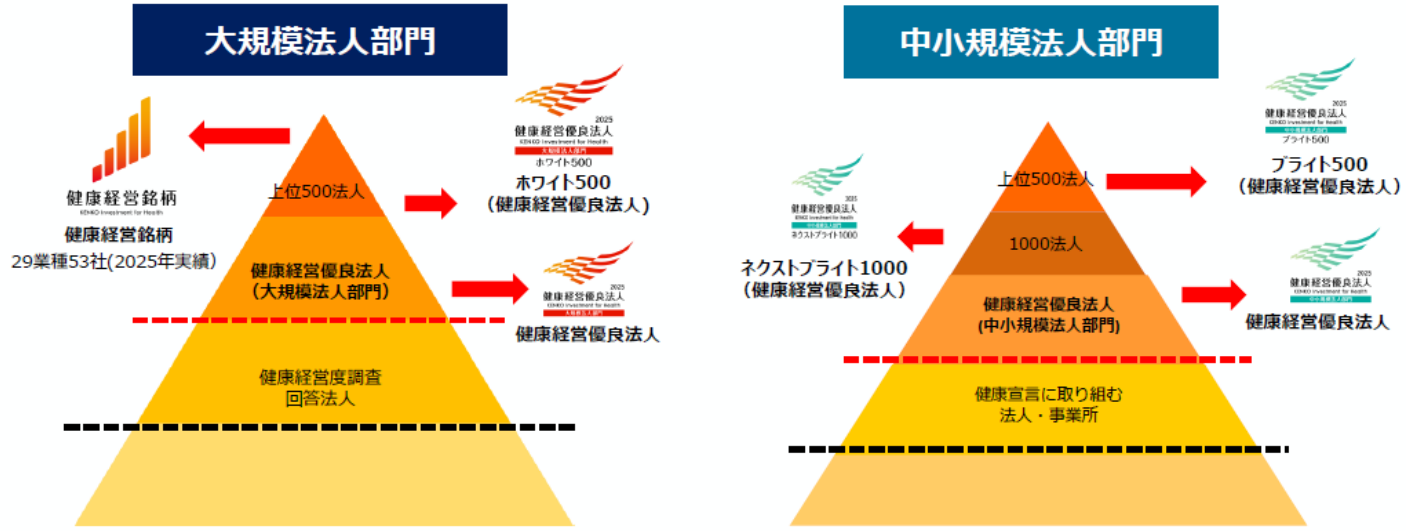 大規模法人部門
健康経営銘柄
KENKO Investment for Health
健康経営銘柄
29業種53社(2025年実績)
上位500法人
2025
健康経営優良法人
KENKO Investment for Health
大規模法人部門
ホワイト500
ホワイト500
(健康経営優良法人)
健康経営優良法人
(大規模法人部門)
2025
健康経営優良法人
KENKO Investment for Health
大規模法人部門
健康経営優良法人
健康経営度調査
回答法人
中小規模法人部門
上位500法人
2025
健康経営優良法人
KENKO Investment for Health
中小規模法人部門
ブライト500
ブライト500
(健康経営優良法人)
1000法人
2025
健康経営優良法人
KENKO Investment for Health
中小規模法人部門
ネクストブライト1000
ネクストブライト1000
(健康経営優良法人)
健康経営優良法人
(中小規模法人部門)
2025
健康経営優良法人
KENKO Investment for Health
中小規模法人部門
健康経営優良法人
健康宣言に取り組む
法人・事業所